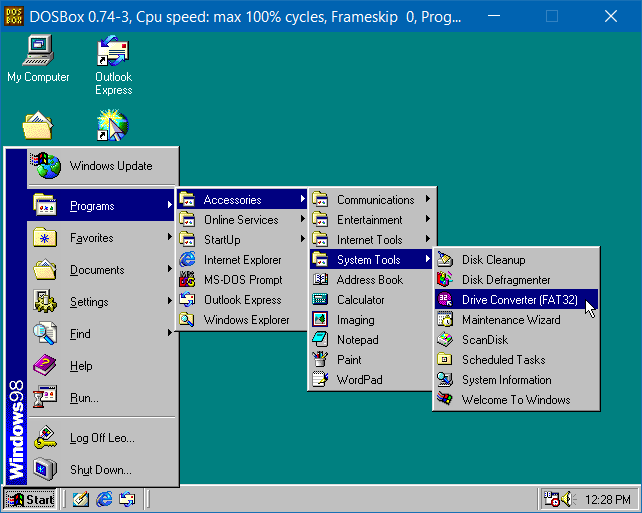 DOSBox 0.74-3, Cpu speed: max 100% cycles, Frameskip 0, Prog...
My Computer
Outlook
Express
Windows Update
Programs
Favorites
Documents
Settings
Find
Help
Run...
Log Off Leo...
Shut Down...
Windows98
Accessories
Online Services
StartUp
Internet Explorer
MS-DOS Prompt
Outlook Express
Windows Explorer
Communications
Entertainment
Internet Tools
System Tools
Address Book
Calculator
Imaging
Notepad
Paint
WordPad
Disk Cleanup
Disk Defragmenter
Drive Converter (FAT32)
Maintenance Wizard
ScanDisk
Scheduled Tasks
System Information
Welcome To Windows
Start
12:28 PM